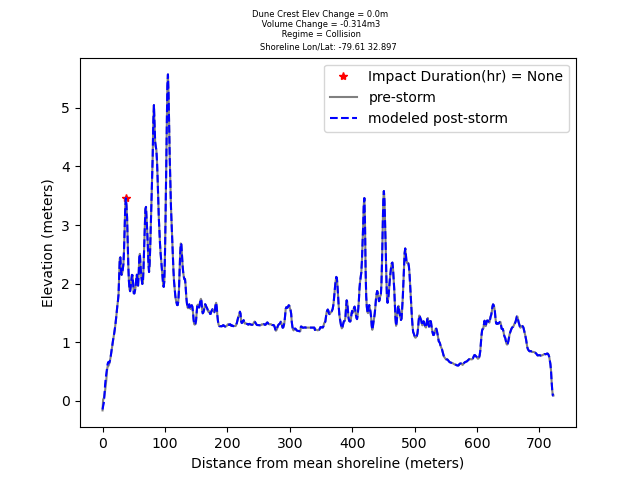 Dune Crest Elev Change = 0.0m
Volume Change = -0.314m3
Regime = Collision
Shoreline Lon/Lat: -79.61 32.897
Impact Duration(hr) = None
pre-storm
modeled post-storm
Elevation (meters)
5
4
3
2
1
0
0 100 200 300 400 500 600 700
Distance from mean shoreline (meters)